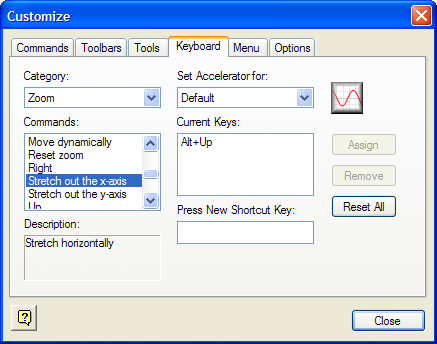 Customize
Commands Toolbars Tools Keyboard Menu Options
Category:
Zoom
Set Accelerator for:
Default
Commands:
Move dynamically
Reset zoom
Right
Stretch out the x-axis
Stretch out the y-axis
Up
Current Keys:
Alt+Up
Assign
Remove
Reset All
Press New Shortcut Key:
Description:
Stretch horizontally
?
Close